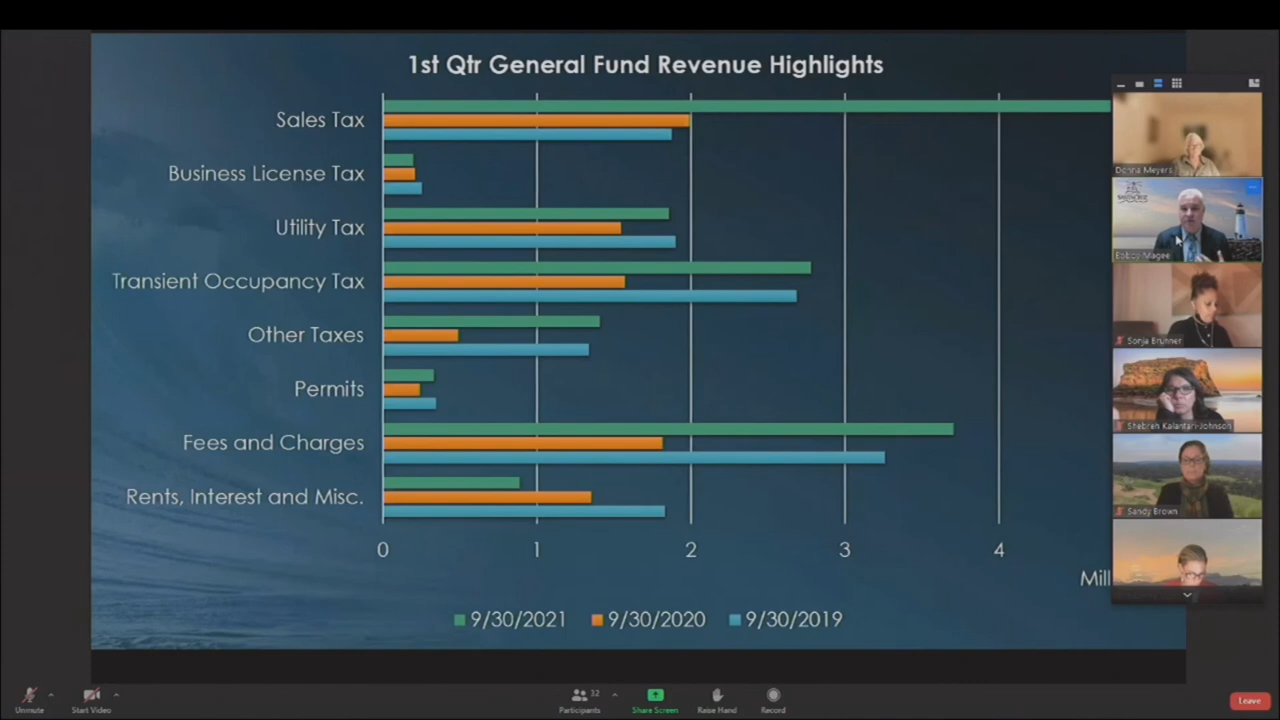 1st Qtr General Fund Revenue Highlights
Sales Tax
Business License Tax
Utility Tax
Transient Occupancy Tax
Other Taxes
Permits
Fees and Charges
Rents, Interest and Misc.
0 1 2 3 4
Mill
9/30/2021 9/30/2020 9/30/2019
Donna Meyers
Bobby Magee
Sonja Brunner
Shebreh Kalantari-Johnson
Sandy Brown
Unmute
Start Video
32
Participants
Share Screen
Raise Hand
Record
Leave